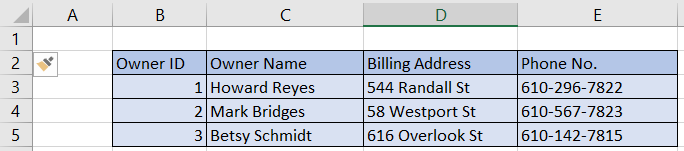 A B C D E
1
2 Owner ID Owner Name Billing Address Phone No.
3 1 Howard Reyes 544 Randall St 610-296-7822
4 2 Mark Bridges 58 Westport St 610-567-7823
5 3 Betsy Schmidt 616 Overlook St 610-142-7815